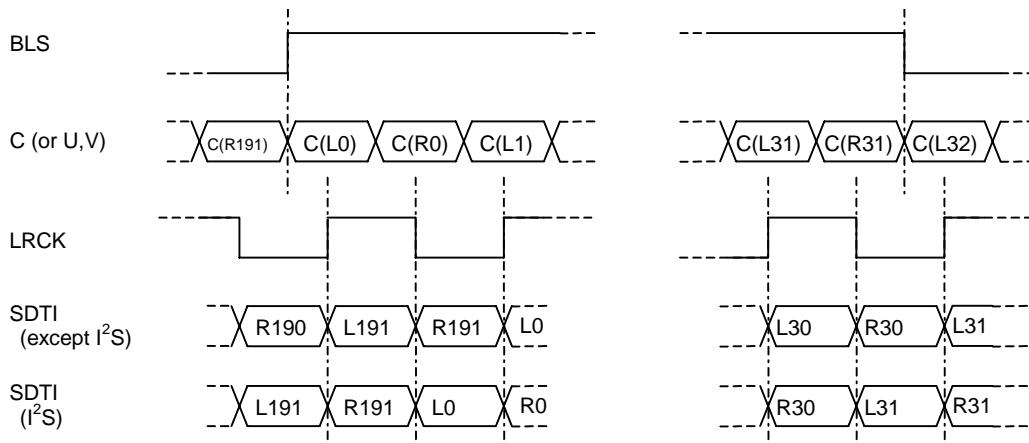 BLS
C (or U,V) C(R191) C(L0) C(R0) C(L1) C(L31) C(R31) C(L32)
LRCK
SDTI
(except I²S) R190 L191 R191 L0 L30 R30 L31
SDTI
(I²S) L191 R191 L0 R0 R30 L31 R31